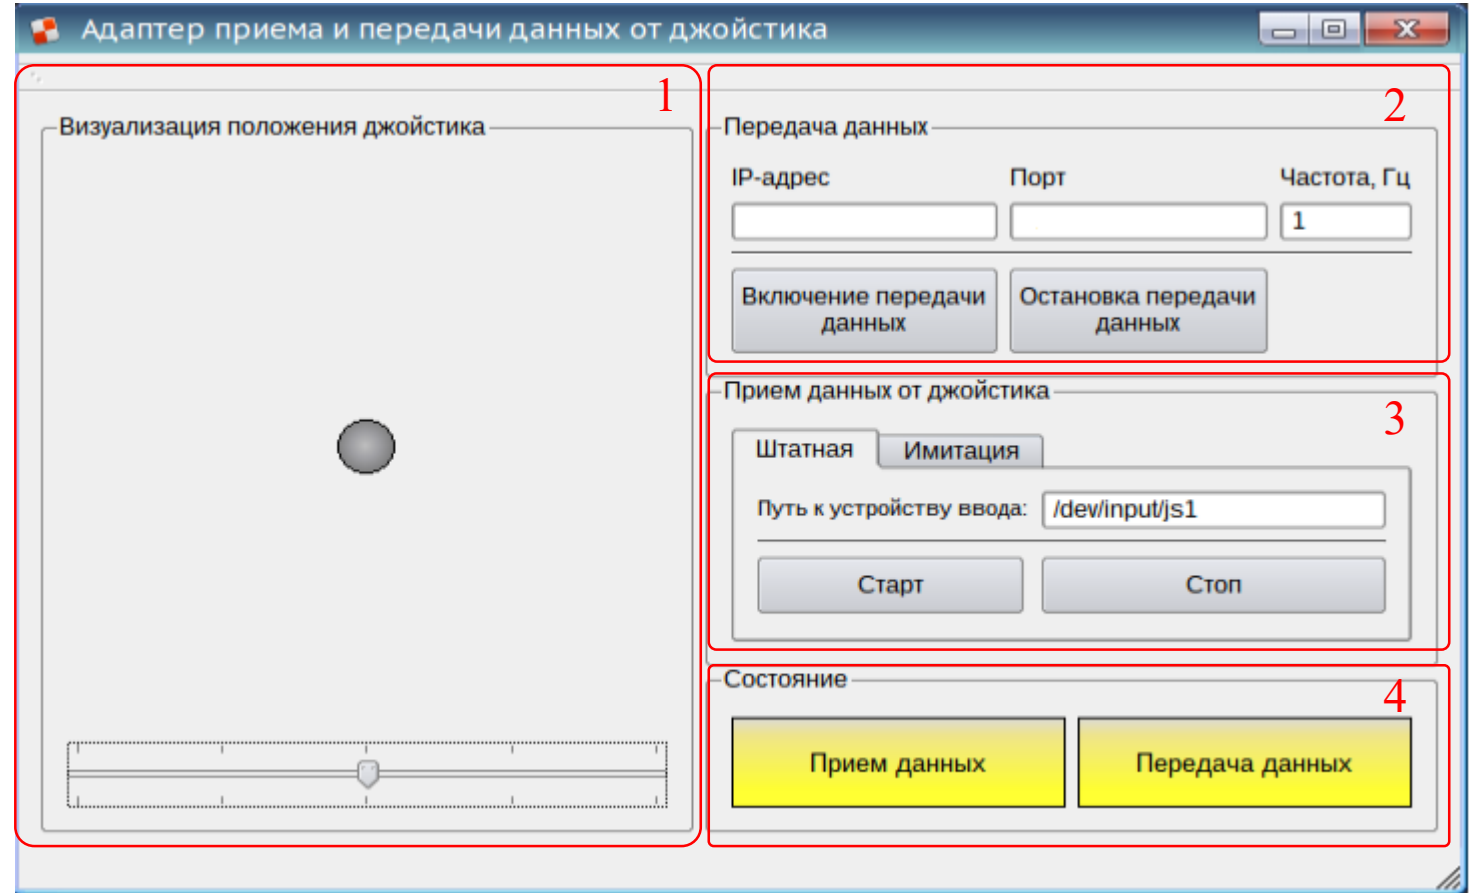 Адаптер приема и передачи данных от джойстика
1
Визуализация положения джойстика
2
Передача данных
IP-адрес Порт Частота, Гц
1
Включение передачи данных
Остановка передачи данных
3
Прием данных от джойстика
Штатная Имитация
Путь к устройству ввода: /dev/input/js1
Старт Стоп
4
Состояние
Прием данных Передача данных